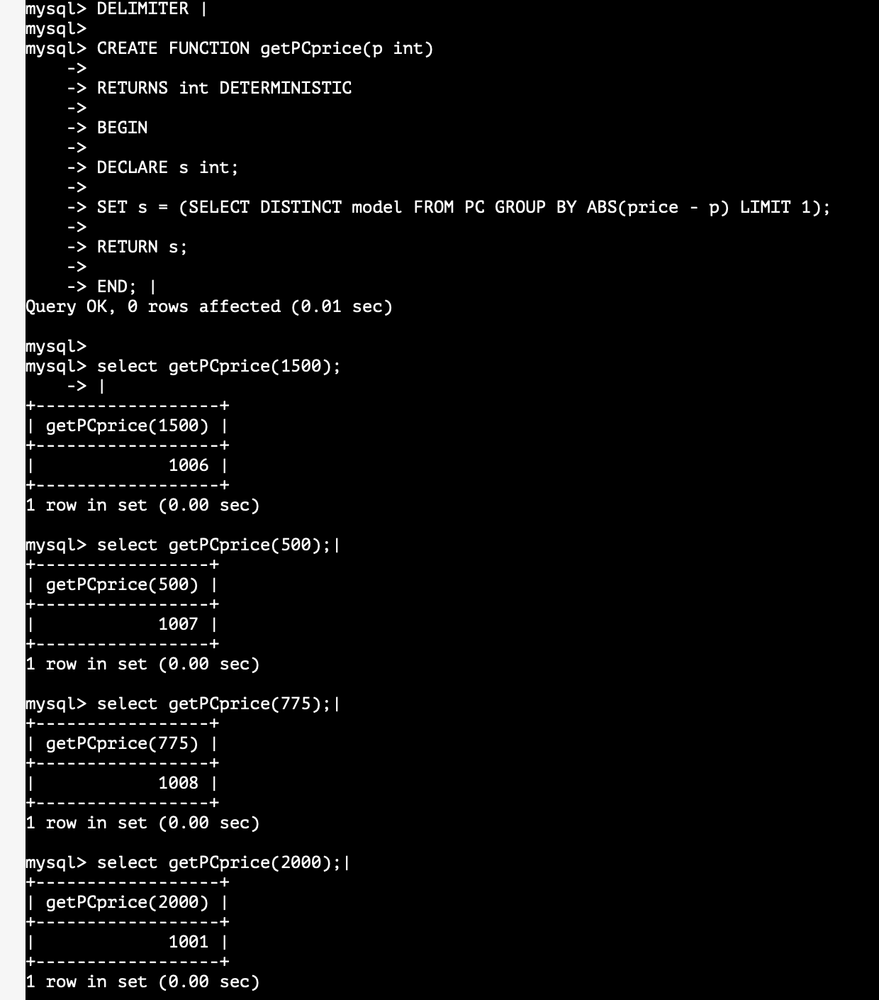 mysql> DELIMITER |
mysql>
mysql> CREATE FUNCTION getPCprice(p int)
    ->
    -> RETURNS int DETERMINISTIC
    ->
    -> BEGIN
    ->
    -> DECLARE s int;
    ->
    -> SET s = (SELECT DISTINCT model FROM PC GROUP BY ABS(price - p) LIMIT 1);
    ->
    -> RETURN s;
    ->
    -> END; |
Query OK, 0 rows affected (0.01 sec)

mysql>
mysql> select getPCprice(1500);
    -> |
+------------------+
| getPCprice(1500) |
+------------------+
|             1006 |
+------------------+
1 row in set (0.00 sec)

mysql> select getPCprice(500);|
+-----------------+
| getPCprice(500) |
+-----------------+
|            1007 |
+-----------------+
1 row in set (0.00 sec)

mysql> select getPCprice(775);|
+-----------------+
| getPCprice(775) |
+-----------------+
|            1008 |
+-----------------+
1 row in set (0.00 sec)

mysql> select getPCprice(2000);|
+------------------+
| getPCprice(2000) |
+------------------+
|             1001 |
+------------------+
1 row in set (0.00 sec)